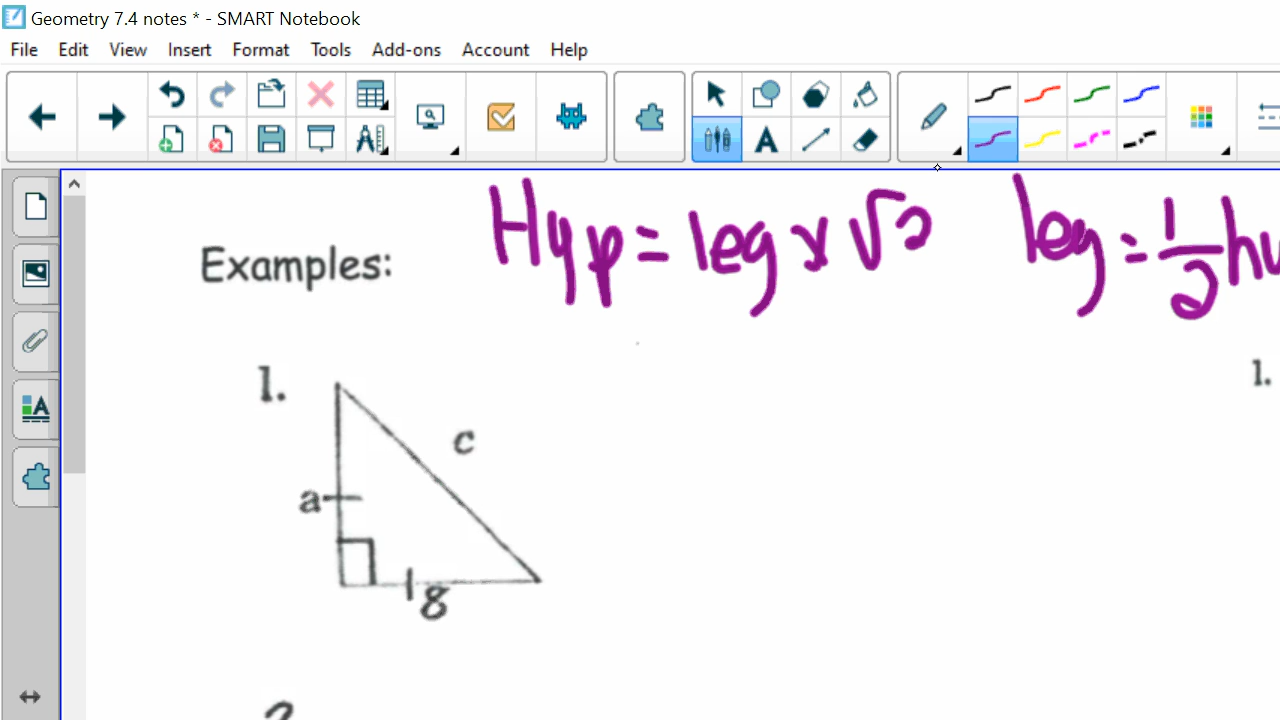 Geometry 7.4 notes * - SMART Notebook
File Edit View Insert Format Tools Add-ons Account Help
Hyp = leg x √2
leg = 1/2 hy
Examples:
1.
c
a
8
1.